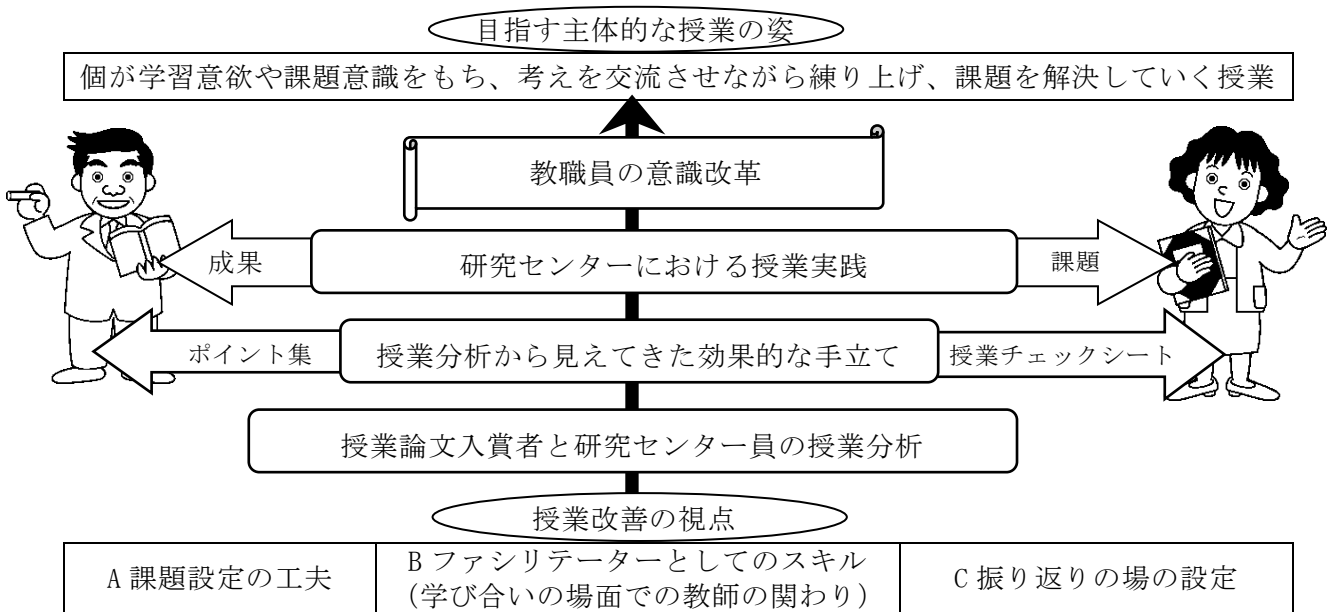 目指す主体的な授業の姿
個が学習意欲や課題意識をもち、考えを交流させながら練り上げ、課題を解決していく授業
教職員の意識改革
成果
研究センターにおける授業実践
課題
ポイント集
授業分析から見えてきた効果的な手立て
授業チェックシート
授業論文入賞者と研究センター員の授業分析
授業改善の視点
A 課題設定の工夫
B ファシリテーターとしてのスキル
(学び合いの場面での教師の関わり)
C 振り返りの場の設定